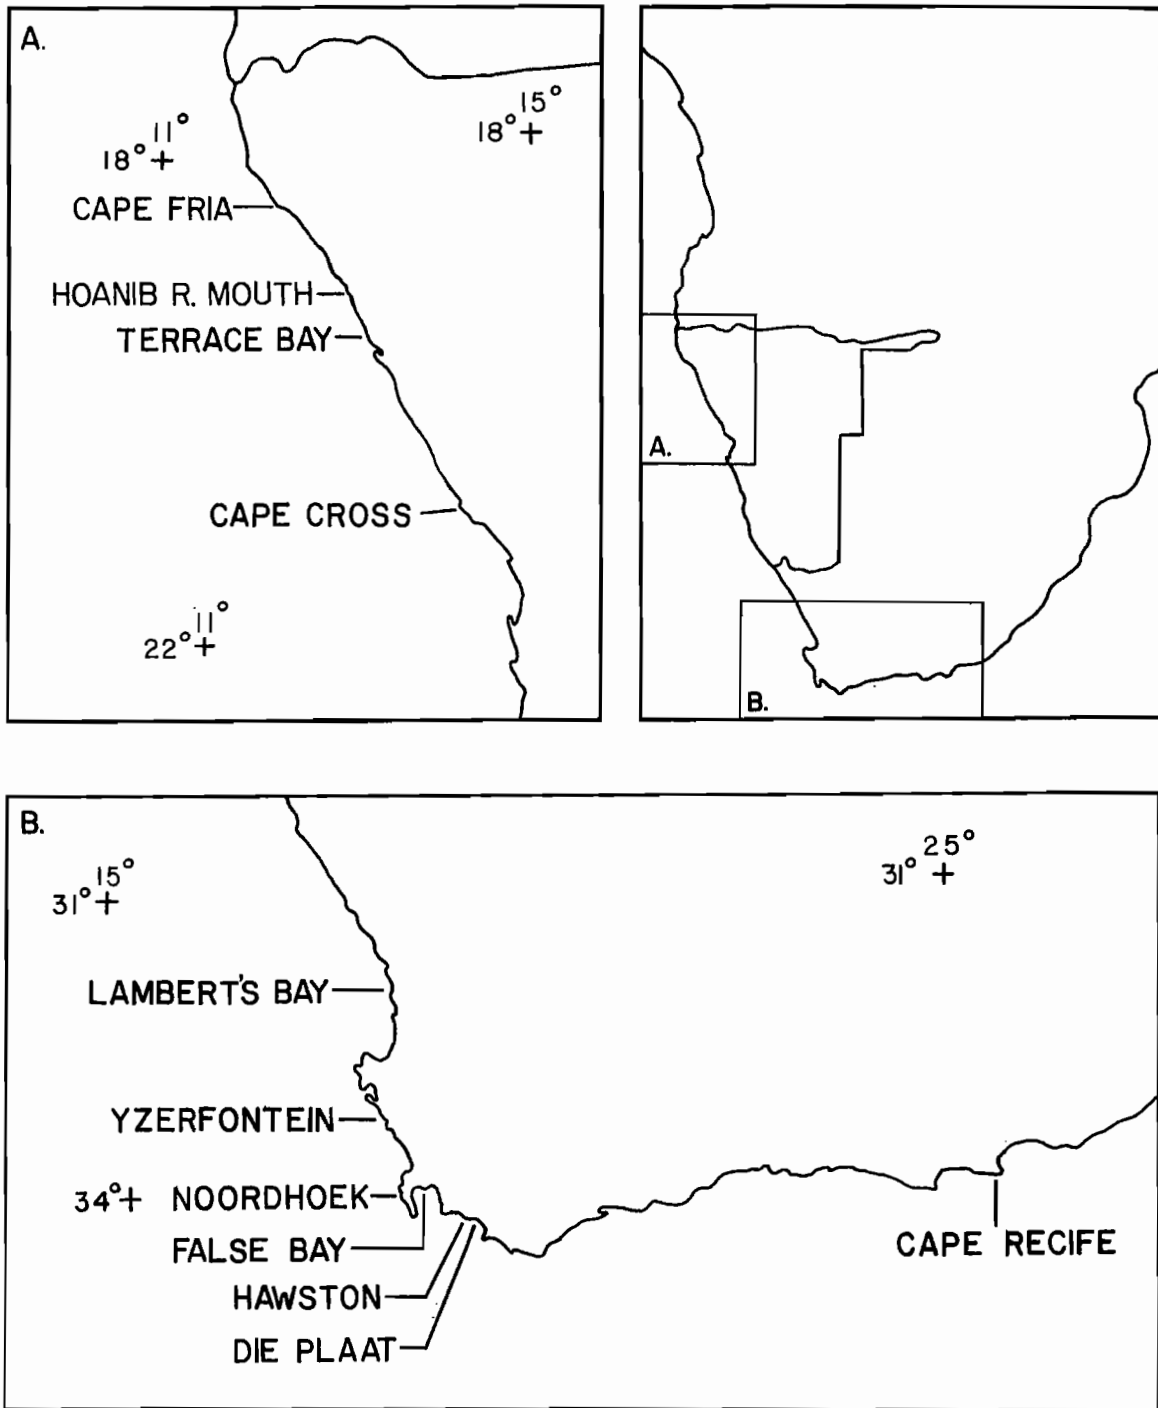 A.
15°
18°+
11°
18°+
CAPE FRIA
HOANIB R. MOUTH
TERRACE BAY
CAPE CROSS
11°
22°+
A.
B.
B.
25°
31° +
15°
31°+
LAMBERT'S BAY
YZERFONTEIN
34°+ NOORDHOEK
FALSE BAY
CAPE RECIFE
HAWSTON
DIE PLAAT